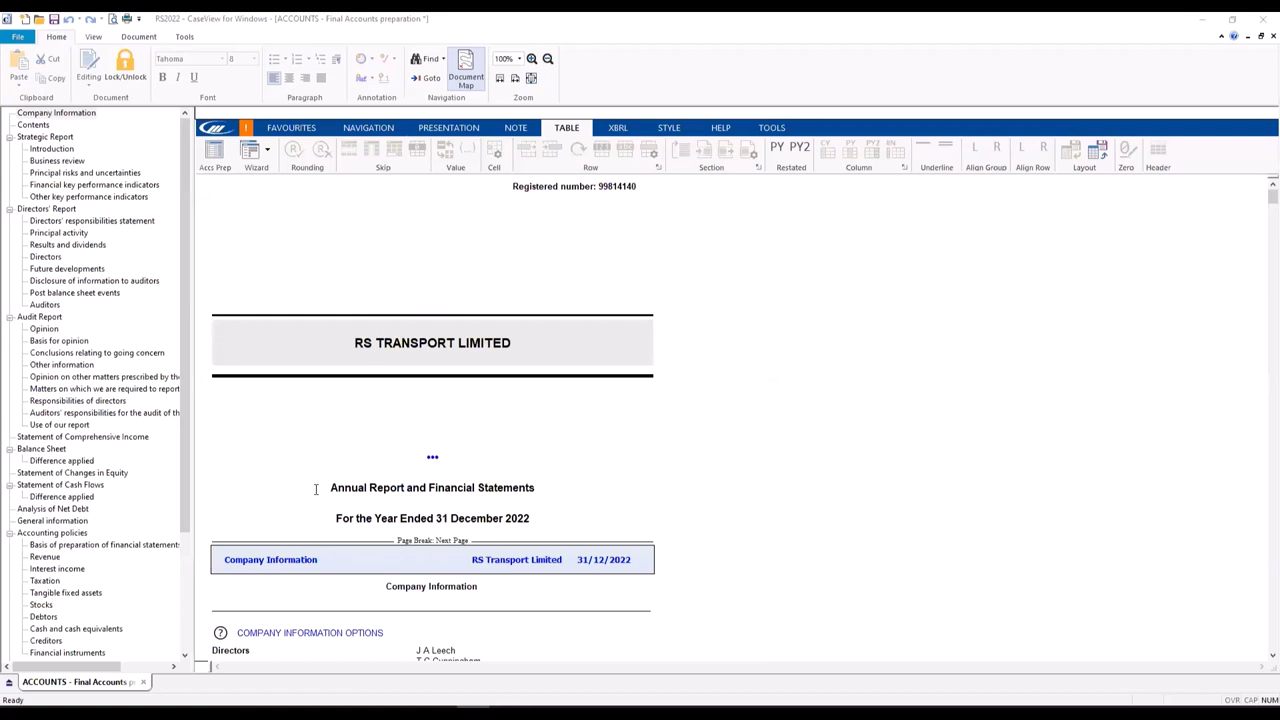 RS2022 - CaseView for Windows - [ACCOUNTS - Final Accounts preparation *]
File Home View Document Tools
Paste Cut Copy Editing Lock/Unlock Tahoma 8 B I U Find Goto Document Map 100%
Clipboard Document Font Paragraph Annotation Navigation Zoom
! FAVOURITES NAVIGATION PRESENTATION NOTE TABLE XBRL STYLE HELP TOOLS
PY PY2 CY PY BN L R L R
Accs Prep Wizard Rounding Skip Value Cell Row Section Restated Column Underline Align Group Align Row Layout Zero Header
Company Information
Contents
Strategic Report
Introduction
Business review
Principal risks and uncertainties
Financial key performance indicators
Other key performance indicators
Directors' Report
Directors' responsibilities statement
Principal activity
Results and dividends
Directors
Future developments
Disclosure of information to auditors
Post balance sheet events
Auditors
Audit Report
Opinion
Basis for opinion
Conclusions relating to going concern
Other information
Opinion on other matters prescribed by the
Matters on which we are required to report
Responsibilities of directors
Auditors' responsibilities for the audit of th
Use of our report
Statement of Comprehensive Income
Balance Sheet
Difference applied
Statement of Changes in Equity
Statement of Cash Flows
Difference applied
Analysis of Net Debt
General information
Accounting policies
Basis of preparation of financial statements
Revenue
Interest income
Taxation
Tangible fixed assets
Stocks
Debtors
Cash and cash equivalents
Creditors
Financial instruments
Registered number: 99814140
RS TRANSPORT LIMITED
•••
Annual Report and Financial Statements
For the Year Ended 31 December 2022
Page Break: Next Page
Company Information RS Transport Limited 31/12/2022
Company Information
? COMPANY INFORMATION OPTIONS
Directors J A Leech
T C Cunningham
ACCOUNTS - Final Accounts pr
Ready OVR CAP NUM